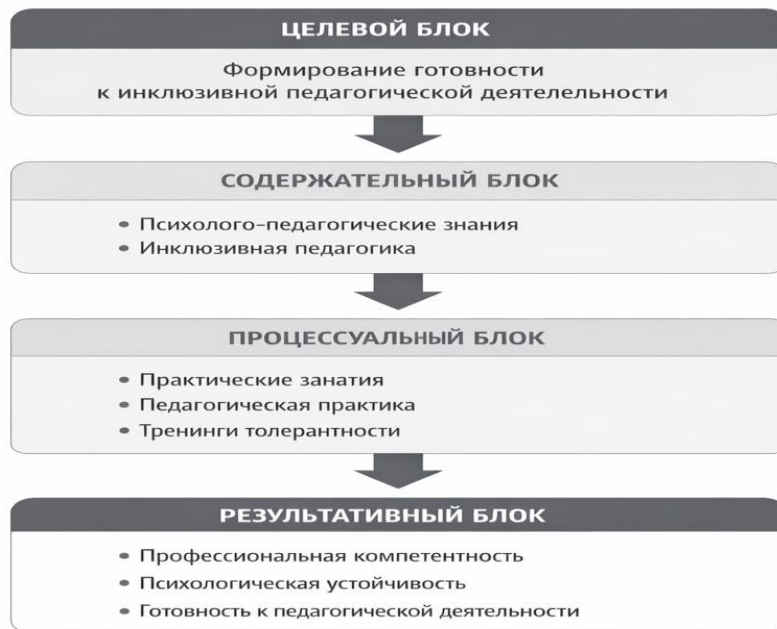 ЦЕЛЕВОЙ БЛОК
Формирование готовности
к инклюзивной педагогической деятелельности
СОДЕРЖАТЕЛЬНЫЙ БЛОК
• Психолого-педагогические знания
• Инклюзивная педагогика
ПРОЦЕССУАЛЬНЫЙ БЛОК
• Практические занатия
• Педагогическая практика
• Тренинги толерантности
РЕЗУЛЬТАТИВНЫЙ БЛОК
• Профессиональная компетентность
• Психологическая устойчивость
• Готовность к педагогической деятельности